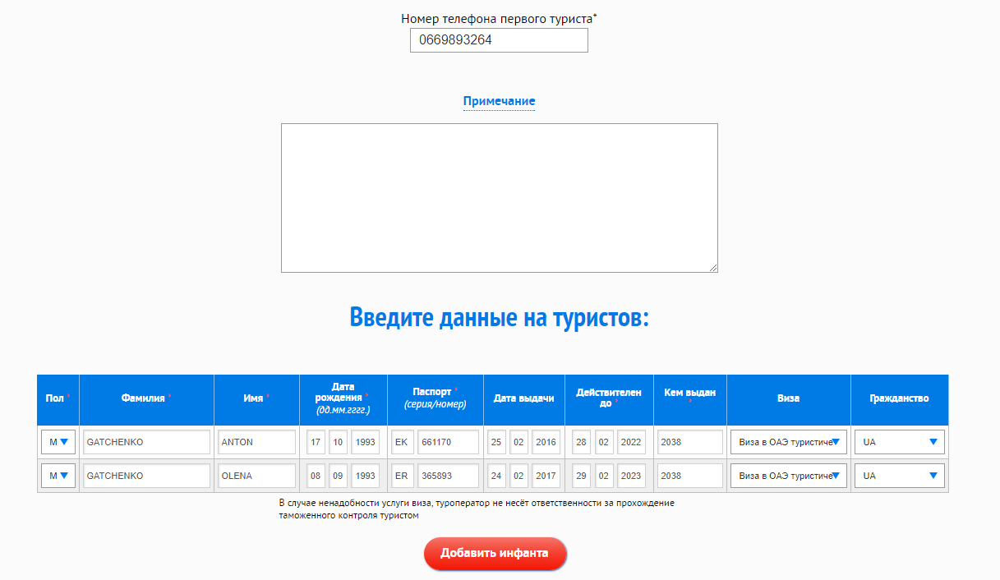 Номер телефона первого туриста*
0669893264
Примечание
Введите данные на туристов:
Пол * Фамилия * Имя * Дата рождения * (дд.мм.гггг.) Паспорт * (серия/номер) Дата выдачи Действителен до * Кем выдан * Виза Гражданство
М GATCHENKO ANTON 17 10 1993 EK 661170 25 02 2016 28 02 2022 2038 Виза в ОАЭ туристиче UA
М GATCHENKO OLENA 08 09 1993 ER 365893 24 02 2017 29 02 2023 2038 Виза в ОАЭ туристиче UA
В случае ненадобности услуги виза, туроператор не несёт ответственности за прохождение
таможенного контроля туристом
Добавить инфанта